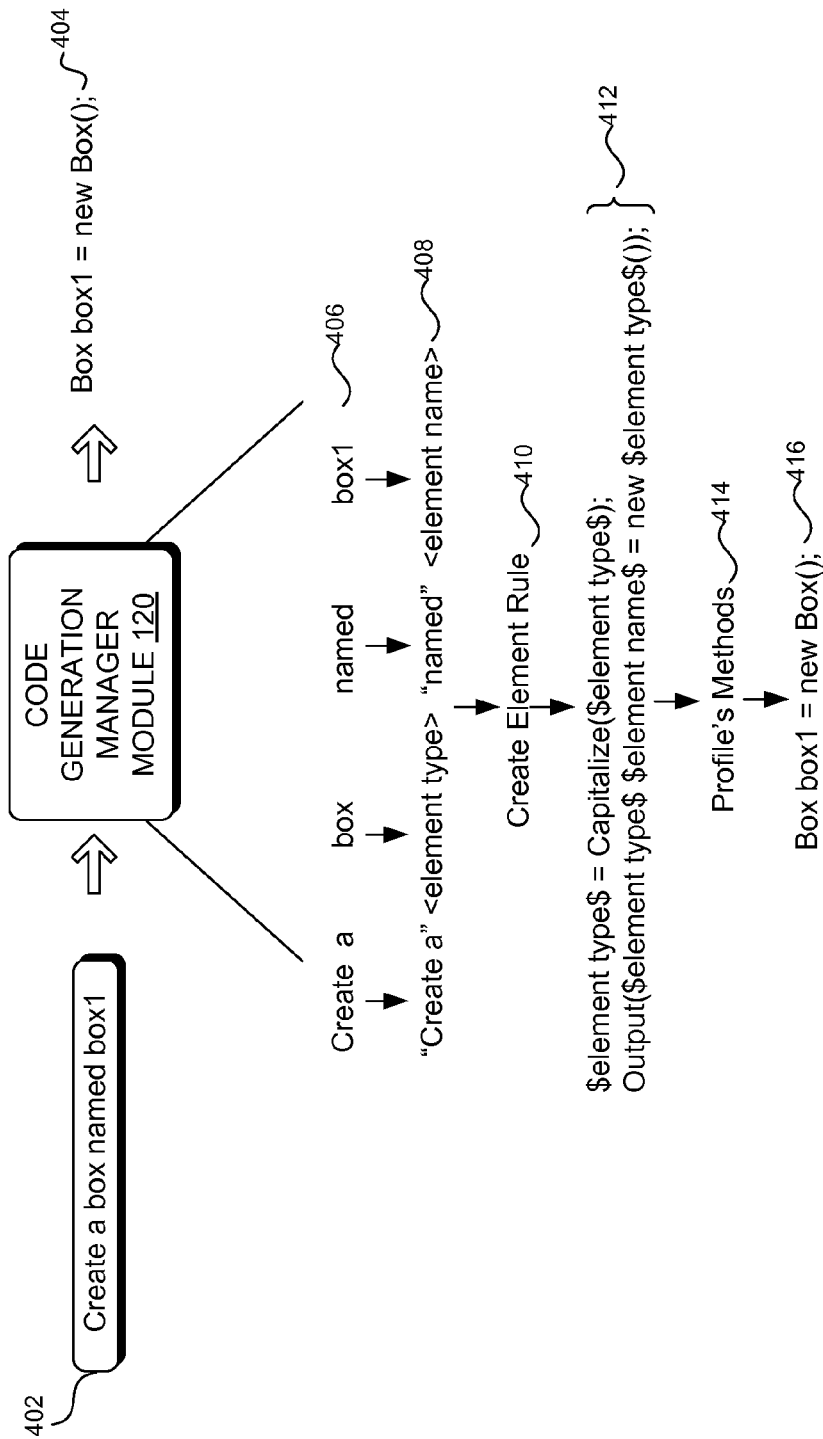 402
Create a box named box1
CODE
GENERATION
MANAGER
MODULE 120
Box box1 = new Box();
404
Create a box named box1
406
“Create a” <element type> “named” <element name>
408
Create Element Rule
410
$element type$ = Capitalize($element type$);
Output($element type$ $element name$ = new $element type$());
412
Profile's Methods
414
Box box1 = new Box();
416